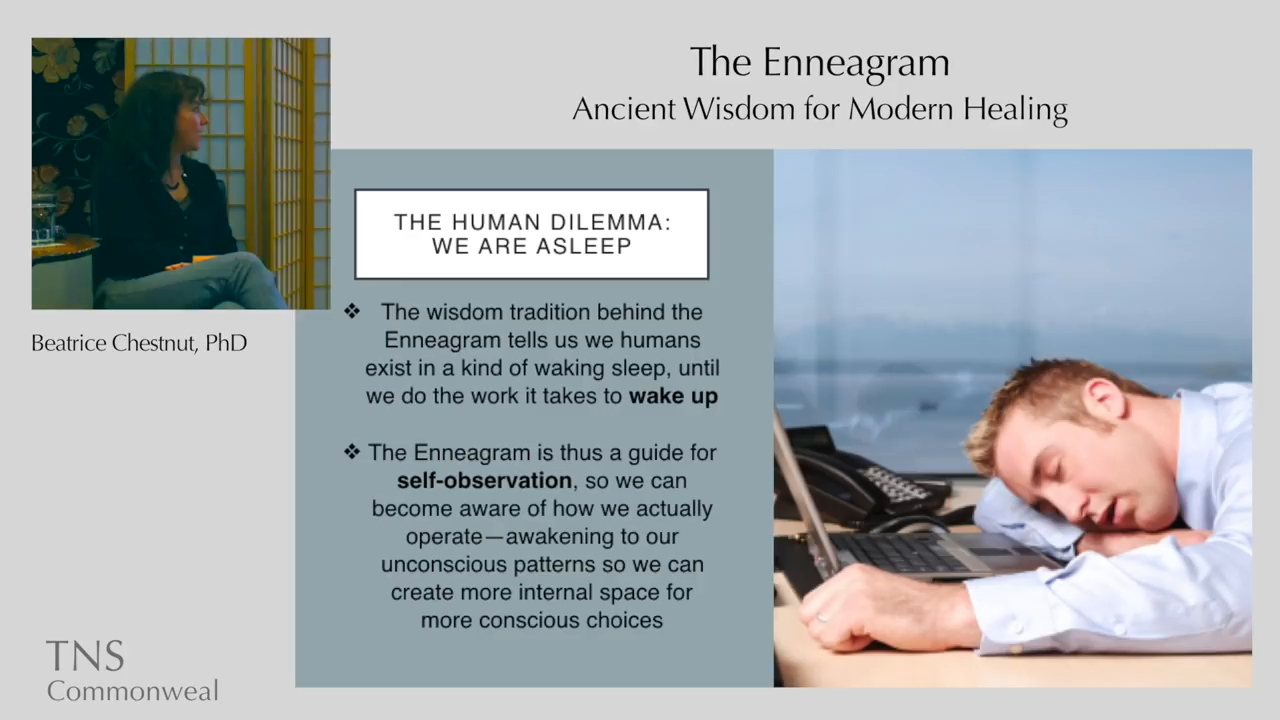 The Enneagram
Ancient Wisdom for Modern Healing
THE HUMAN DILEMMA:
WE ARE ASLEEP
❖ The wisdom tradition behind the
Enneagram tells us we humans
exist in a kind of waking sleep, until
we do the work it takes to wake up
❖ The Enneagram is thus a guide for
self-observation, so we can
become aware of how we actually
operate—awakening to our
unconscious patterns so we can
create more internal space for
more conscious choices
Beatrice Chestnut, PhD
TNS
Commonweal